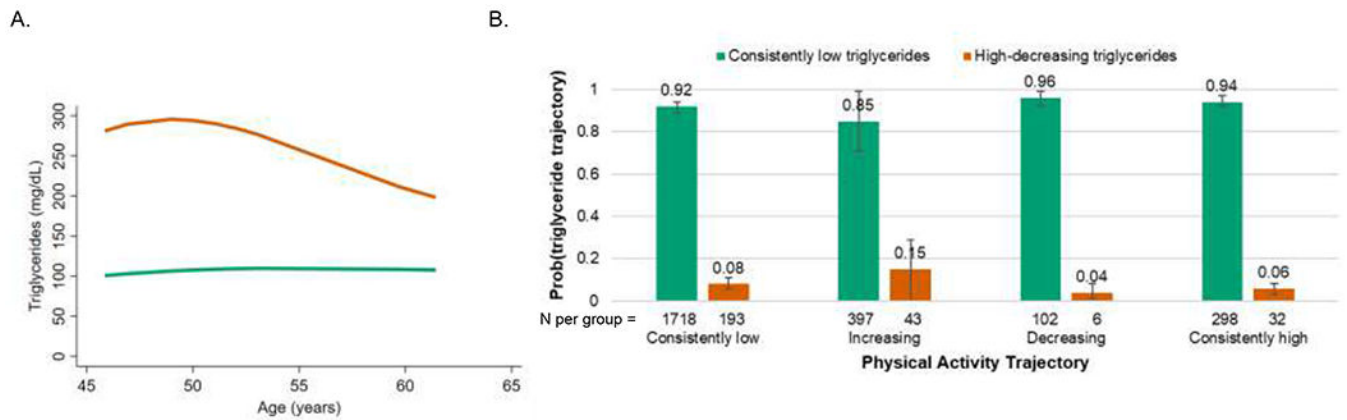 A.
Triglycerides (mg/dL)
300
250
200
150
100
50
0
45 50 55 60 65
Age (years)
B.
Consistently low triglycerides High-decreasing triglycerides
Prob(triglyceride trajectory)
1
0.8
0.6
0.4
0.2
0
0.92 0.08 0.85 0.15 0.96 0.04 0.94 0.06
N per group = 1718 193 397 43 102 6 298 32
Consistently low Increasing Decreasing Consistently high
Physical Activity Trajectory